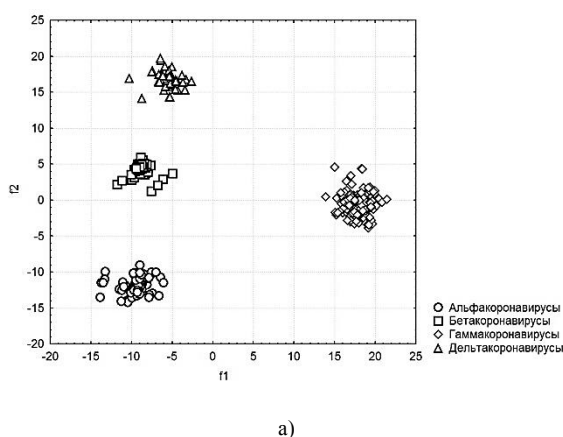 25
20
15
10
5
0
-5
-10
-15
-20
f2
-20 -15 -10 -5 0 5 10 15 20 25
f1
Альфакоронавирусы
Бетакоронавирусы
Гаммакоронавирусы
Дельтакоронавирусы
а)